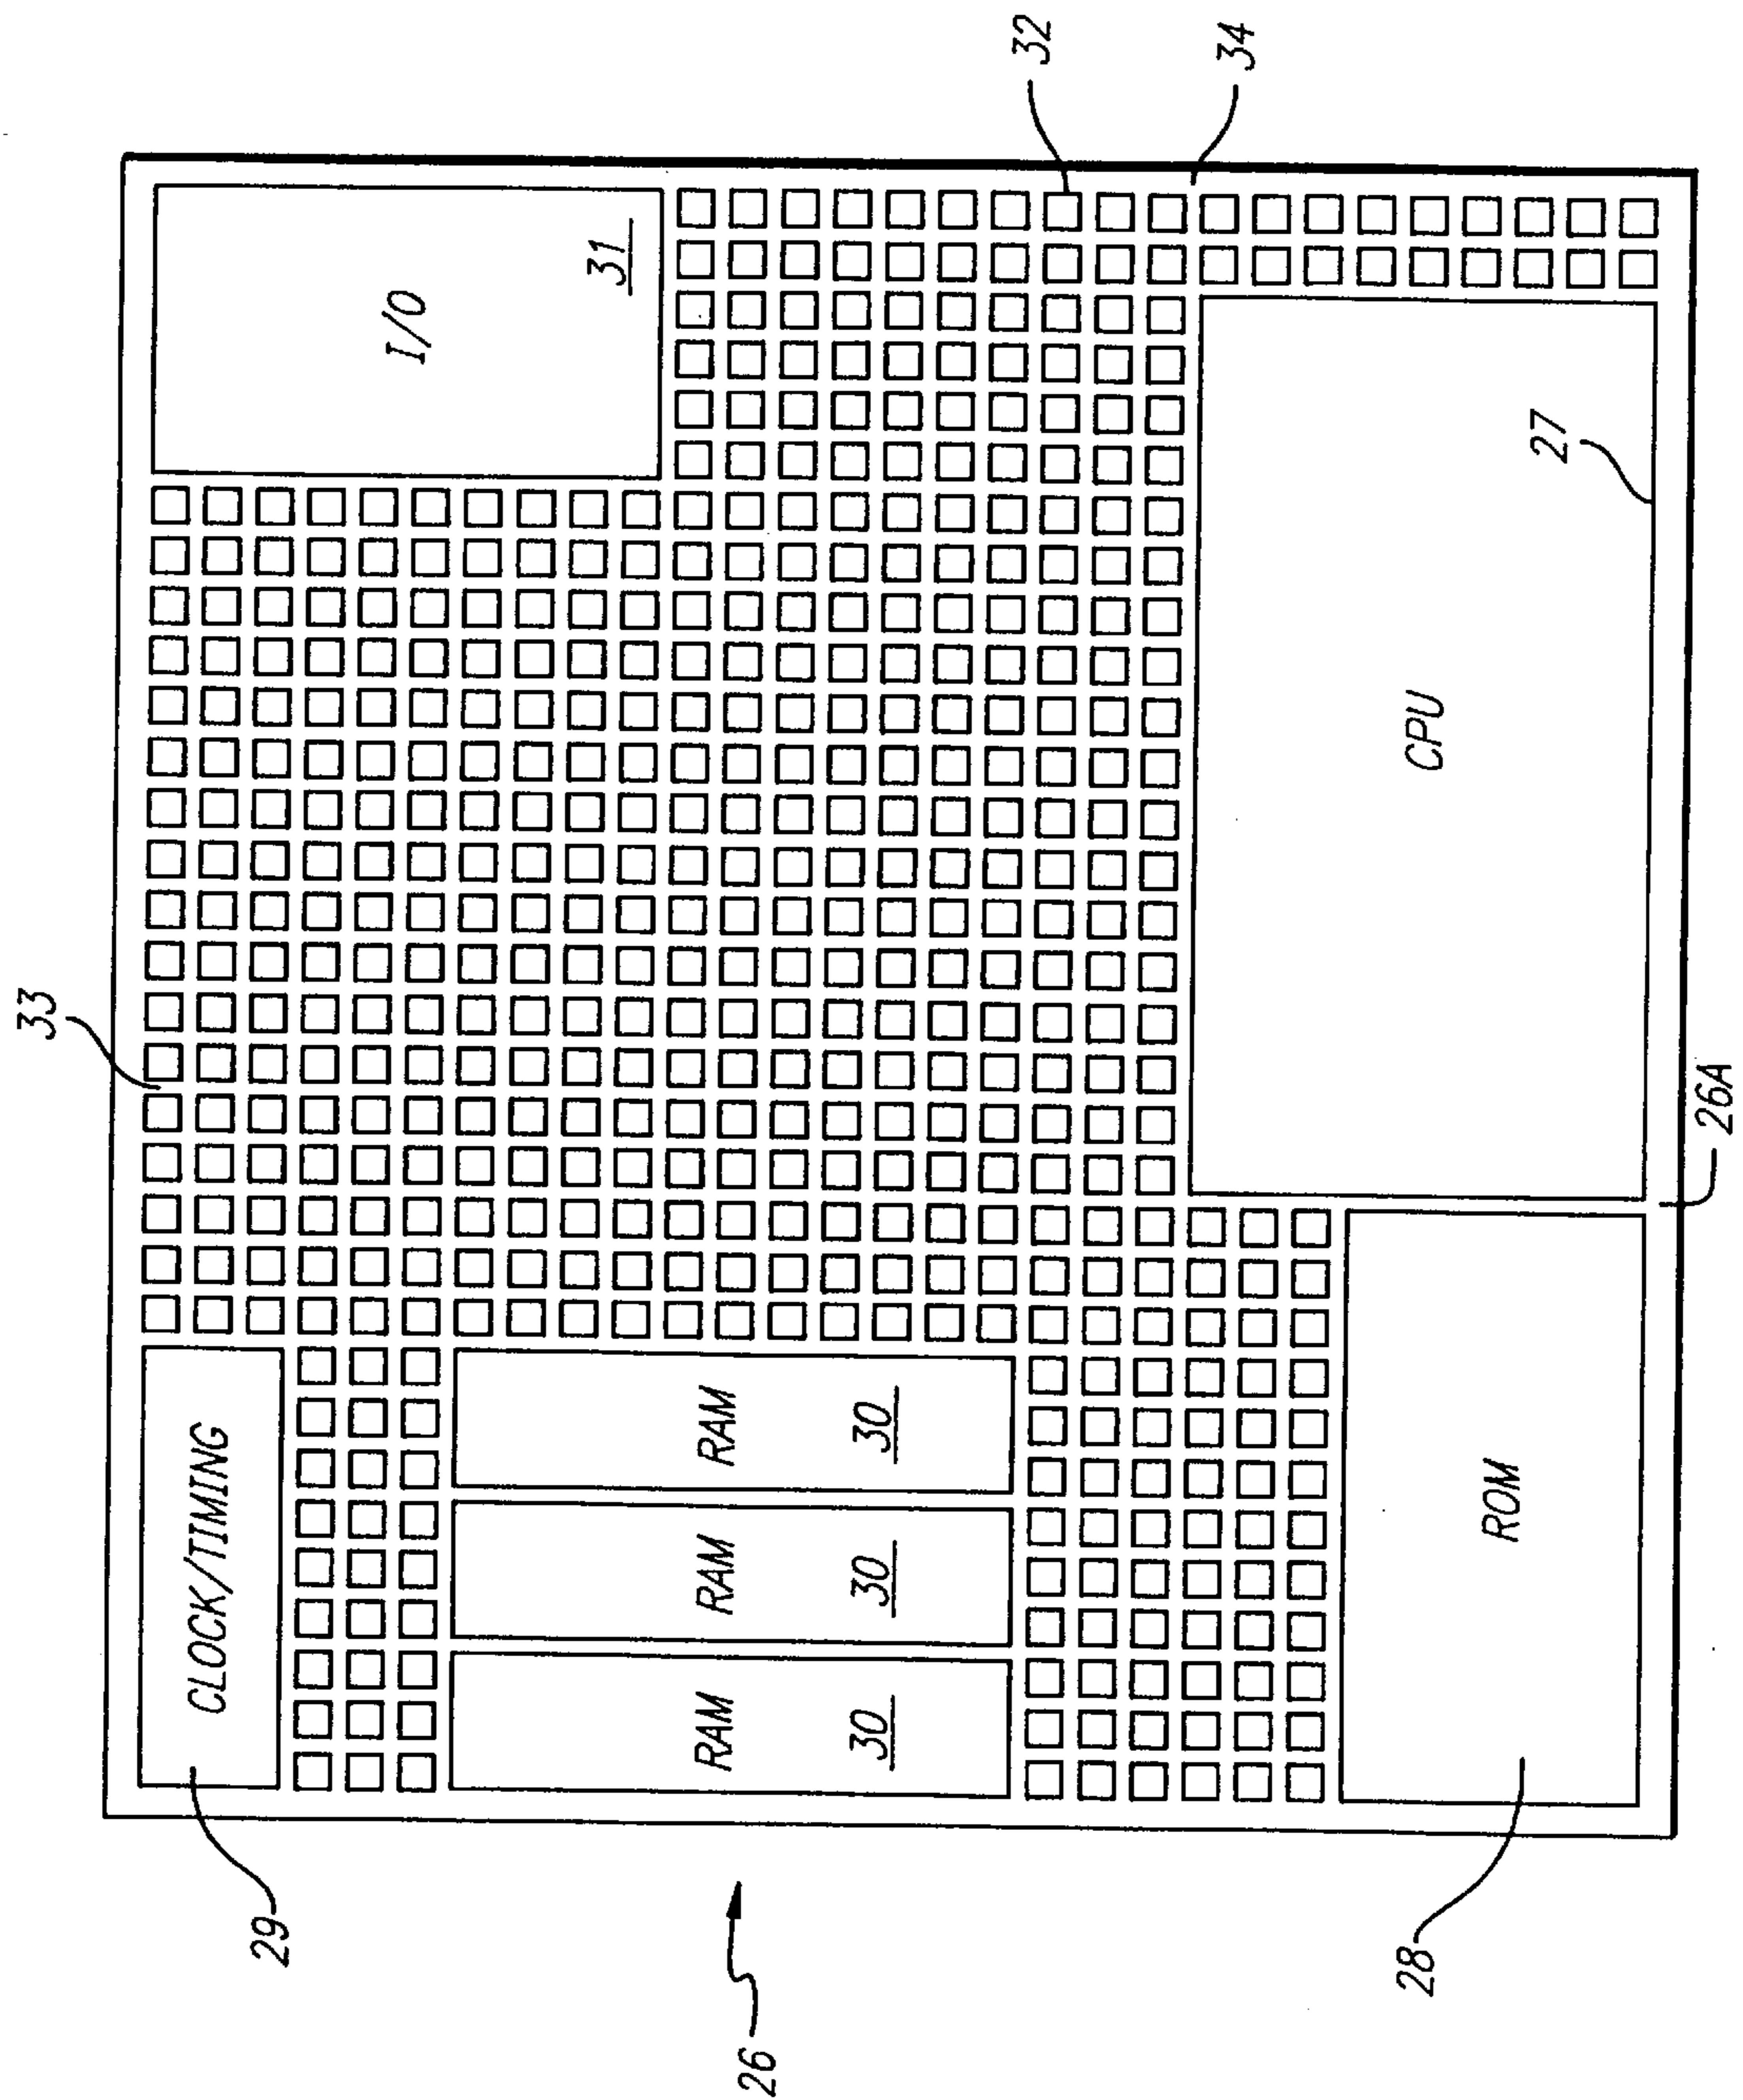 33
CLOCK/TIMING
29
I/O
31
RAM RAM RAM
26
30 30 30
32
34
28
CPU
ROM
27
26A